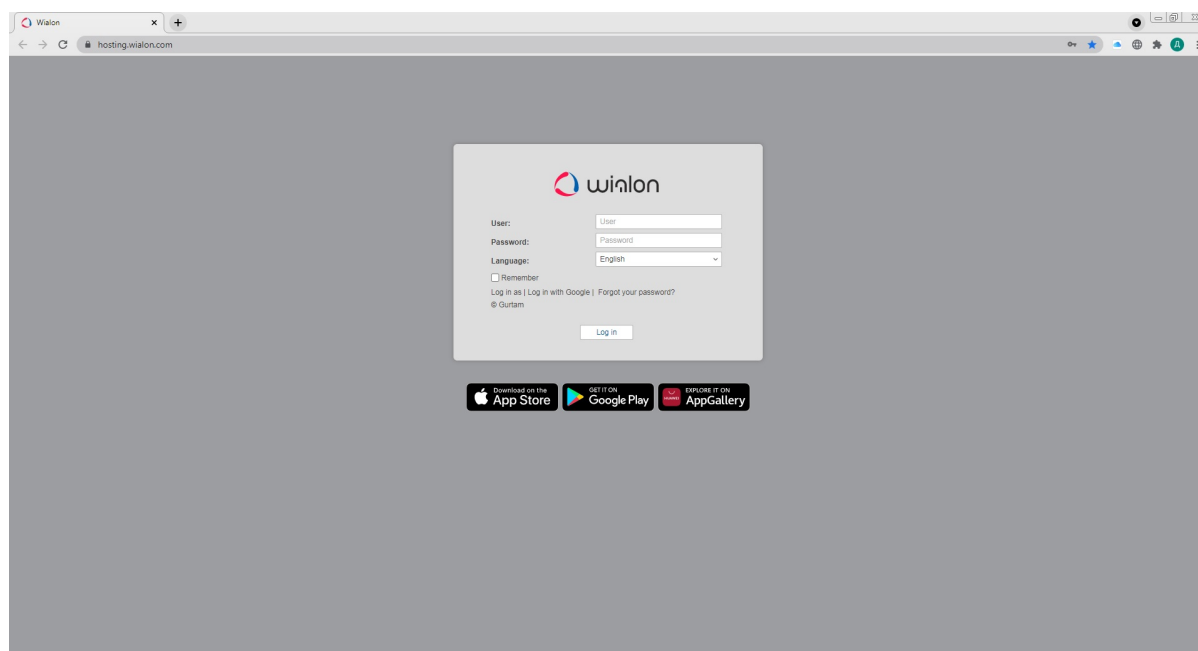 Wialon
hosting.wialon.com
Д
wialon
User: User
Password: Password
Language: English
Remember
Log in as | Log in with Google | Forgot your password?
© Gurtam
Log in
Download on the
App Store
GET IT ON
Google Play
HUAWEI
EXPLORE IT ON
AppGallery